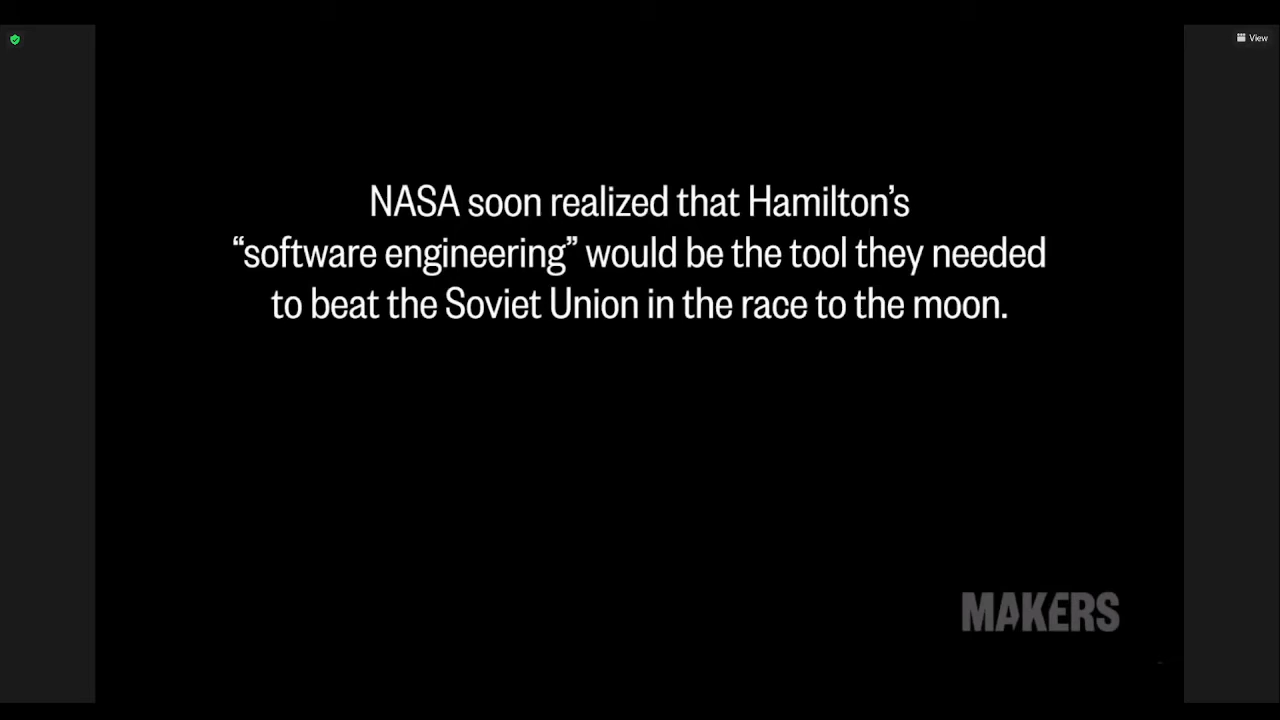 View
NASA soon realized that Hamilton’s
“software engineering” would be the tool they needed
to beat the Soviet Union in the race to the moon.
MAKERS